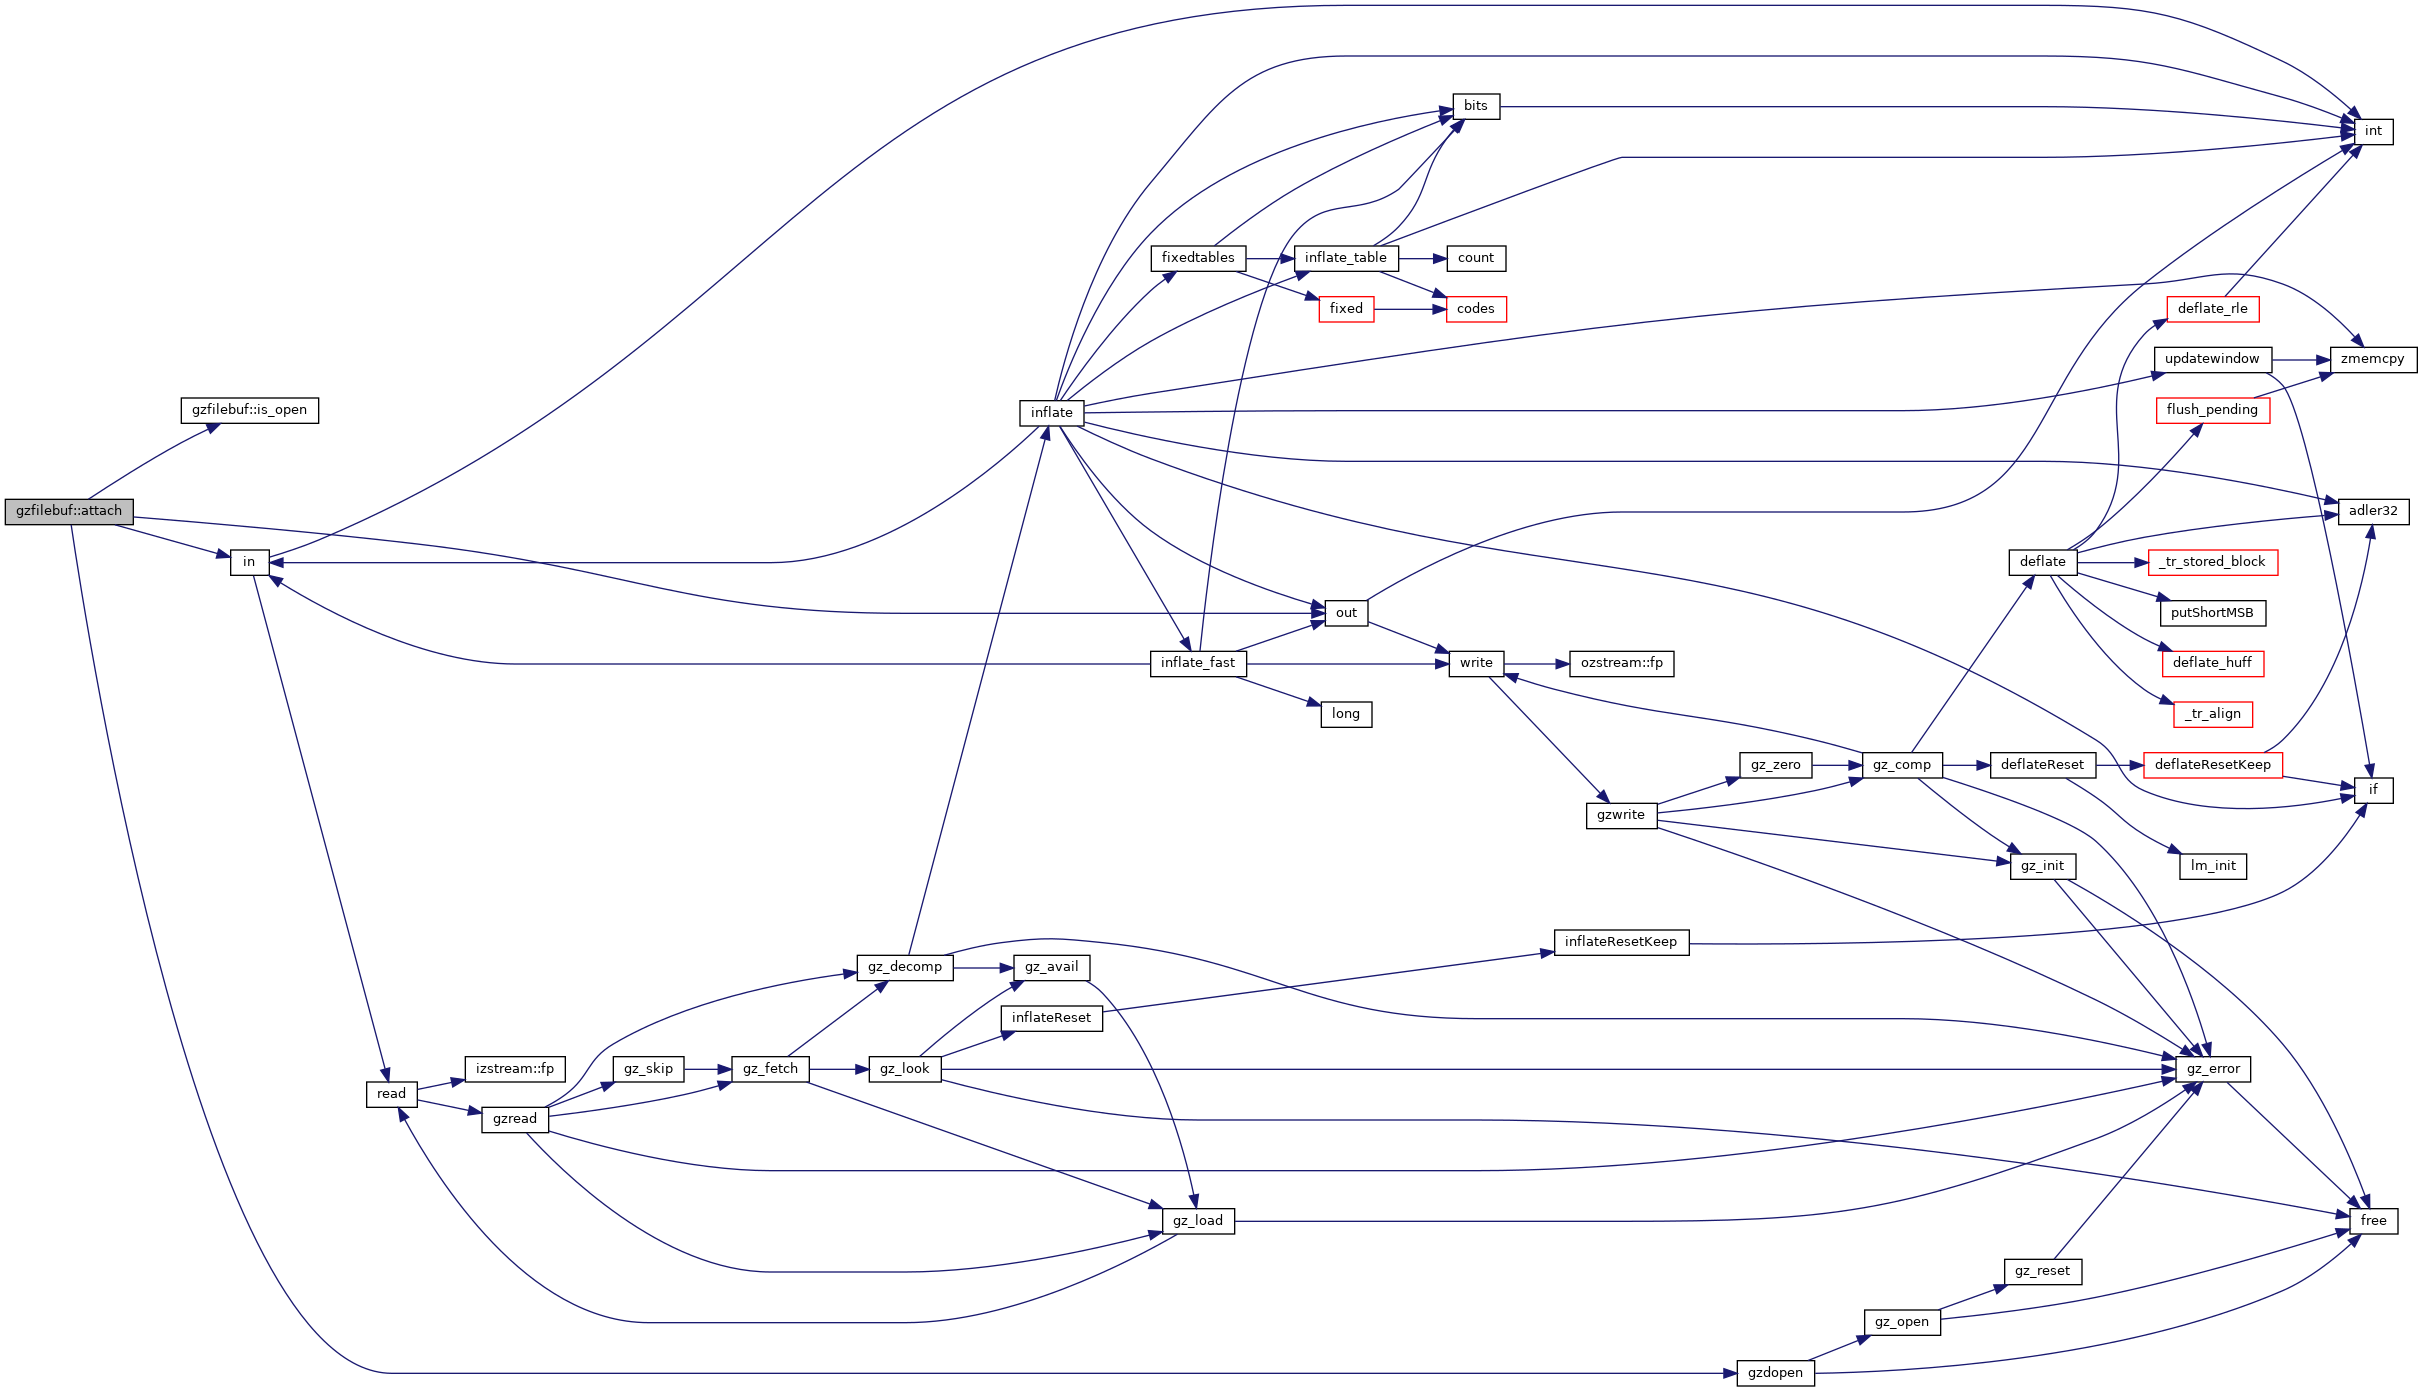 gzfilebuf::attach
gzfilebuf::is_open
in
read
izstream::fp
gzread
gz_skip
gz_fetch
gz_decomp
gz_look
inflate
gz_avail
inflateReset
fixedtables
inflate_fast
gz_load
inflate_table
fixed
out
long
bits
count
codes
write
ozstream::fp
inflateResetKeep
gzwrite
gz_zero
gzdopen
gz_comp
gz_open
deflate
deflateReset
gz_init
gz_reset
deflate_rle
updatewindow
flush_pending
_tr_stored_block
putShortMSB
deflate_huff
_tr_align
deflateResetKeep
lm_init
gz_error
int
zmemcpy
adler32
if
free